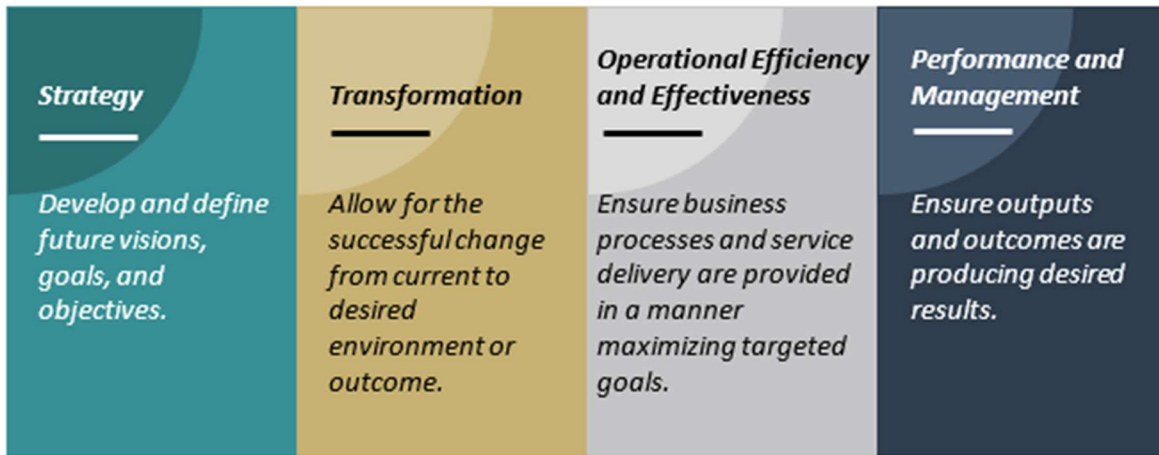 Strategy
Develop and define
future visions,
goals, and
objectives.
Transformation
Allow for the
successful change
from current to
desired
environment or
outcome.
Operational Efficiency
and Effectiveness
Ensure business
processes and service
delivery are provided
in a manner
maximizing targeted
goals.
Performance and
Management
Ensure outputs
and outcomes are
producing desired
results.